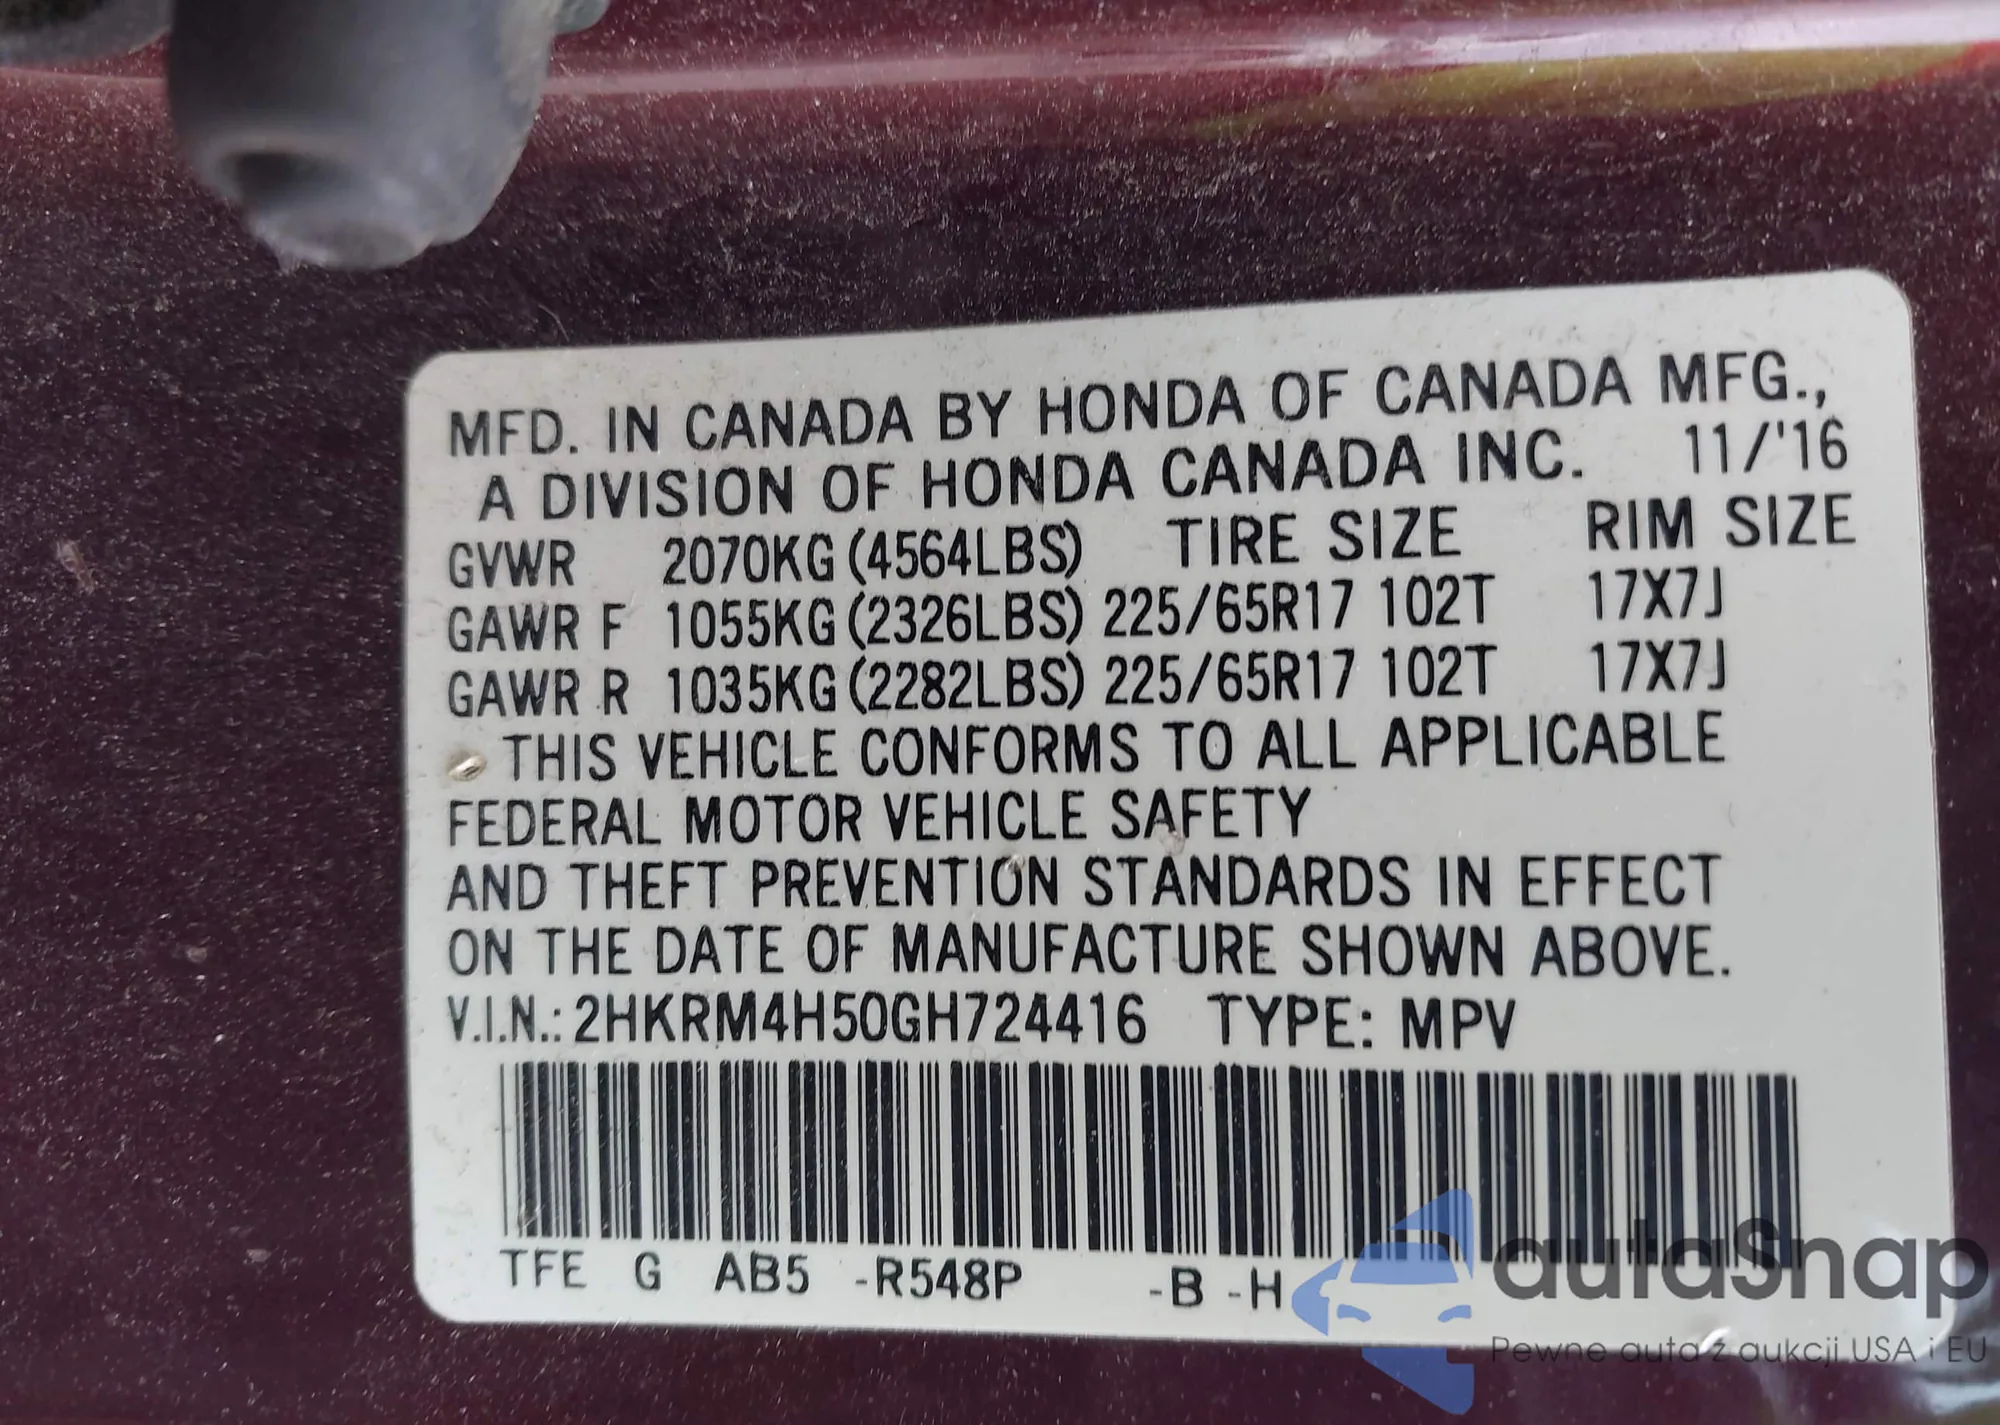 MFD. IN CANADA BY HONDA OF CANADA MFG.,
A DIVISION OF HONDA CANADA INC. 11/'16
GVWR 2070KG (4564LBS) TIRE SIZE RIM SIZE
GAWR F 1055KG (2326LBS) 225/65R17 102T 17X7J
GAWR R 1035KG (2282LBS) 225/65R17 102T 17X7J
THIS VEHICLE CONFORMS TO ALL APPLICABLE
FEDERAL MOTOR VEHICLE SAFETY
AND THEFT PREVENTION STANDARDS IN EFFECT
ON THE DATE OF MANUFACTURE SHOWN ABOVE.
V.I.N.: 2HKRM4H50GH724416 TYPE: MPV
TFE G AB5 -R548P -B -H
autaSnap
Pewne auta z aukcji USA i EU